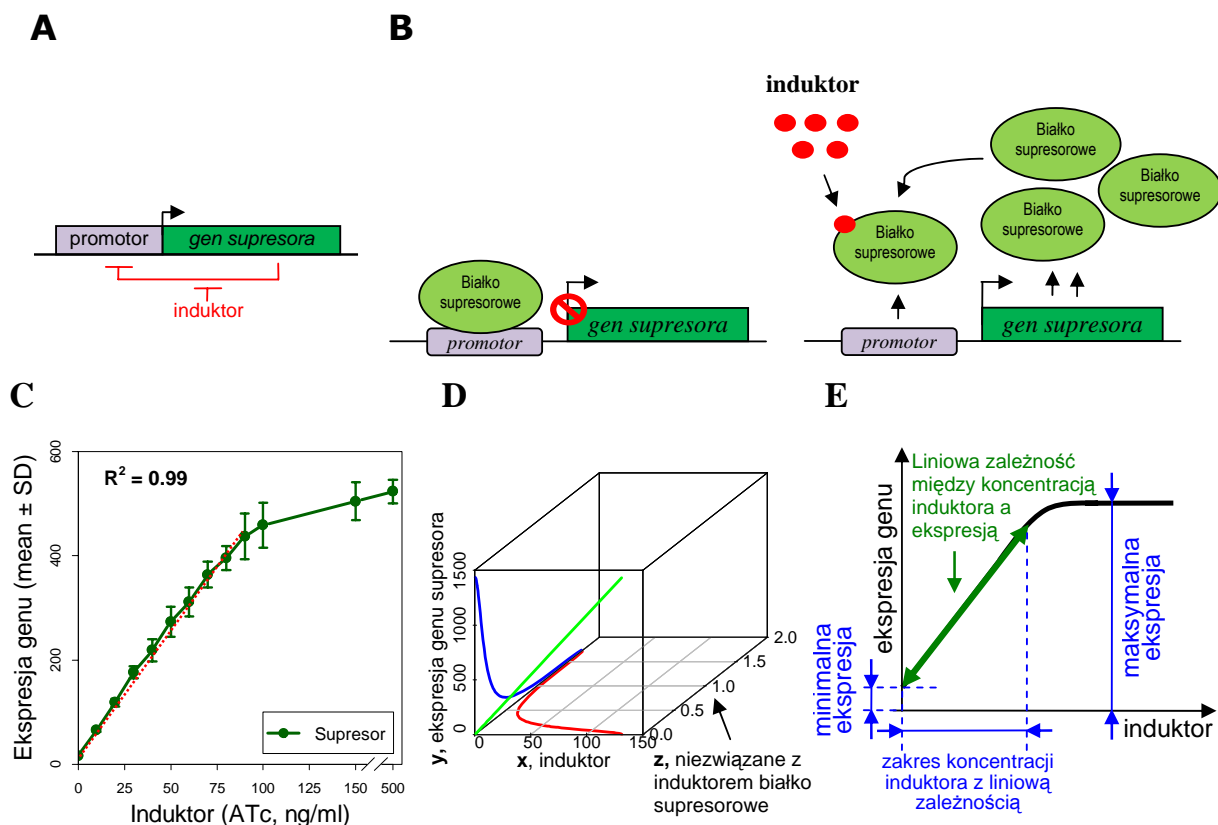 A
promotor
gen supresora
induktor
B
induktor
Białko
supresorowe
promotor
gen supresora
Białko
supresorowe
Białko
supresorowe
Białko
supresorowe
Białko
supresorowe
promotor
gen supresora
C
Ekspresja genu (mean ± SD)
0 200 400 600
R² = 0.99
Supresor
0 25 50 75 100 150 500
Induktor (ATc, ng/ml)
D
y, ekspresja genu supresora
0 500 1000 1500
0 50 100 150
x, induktor
0.0 0.5 1.0 1.5 2.0
z, niezwiązane z
induktorem białko
supresorowe
E
ekspresja genu
Liniowa zależność
między koncentracją
induktora a
ekspresją
minimalna
ekspresja
maksymalna
ekspresja
induktor
zakres koncentracji
induktora z liniową
zależnością